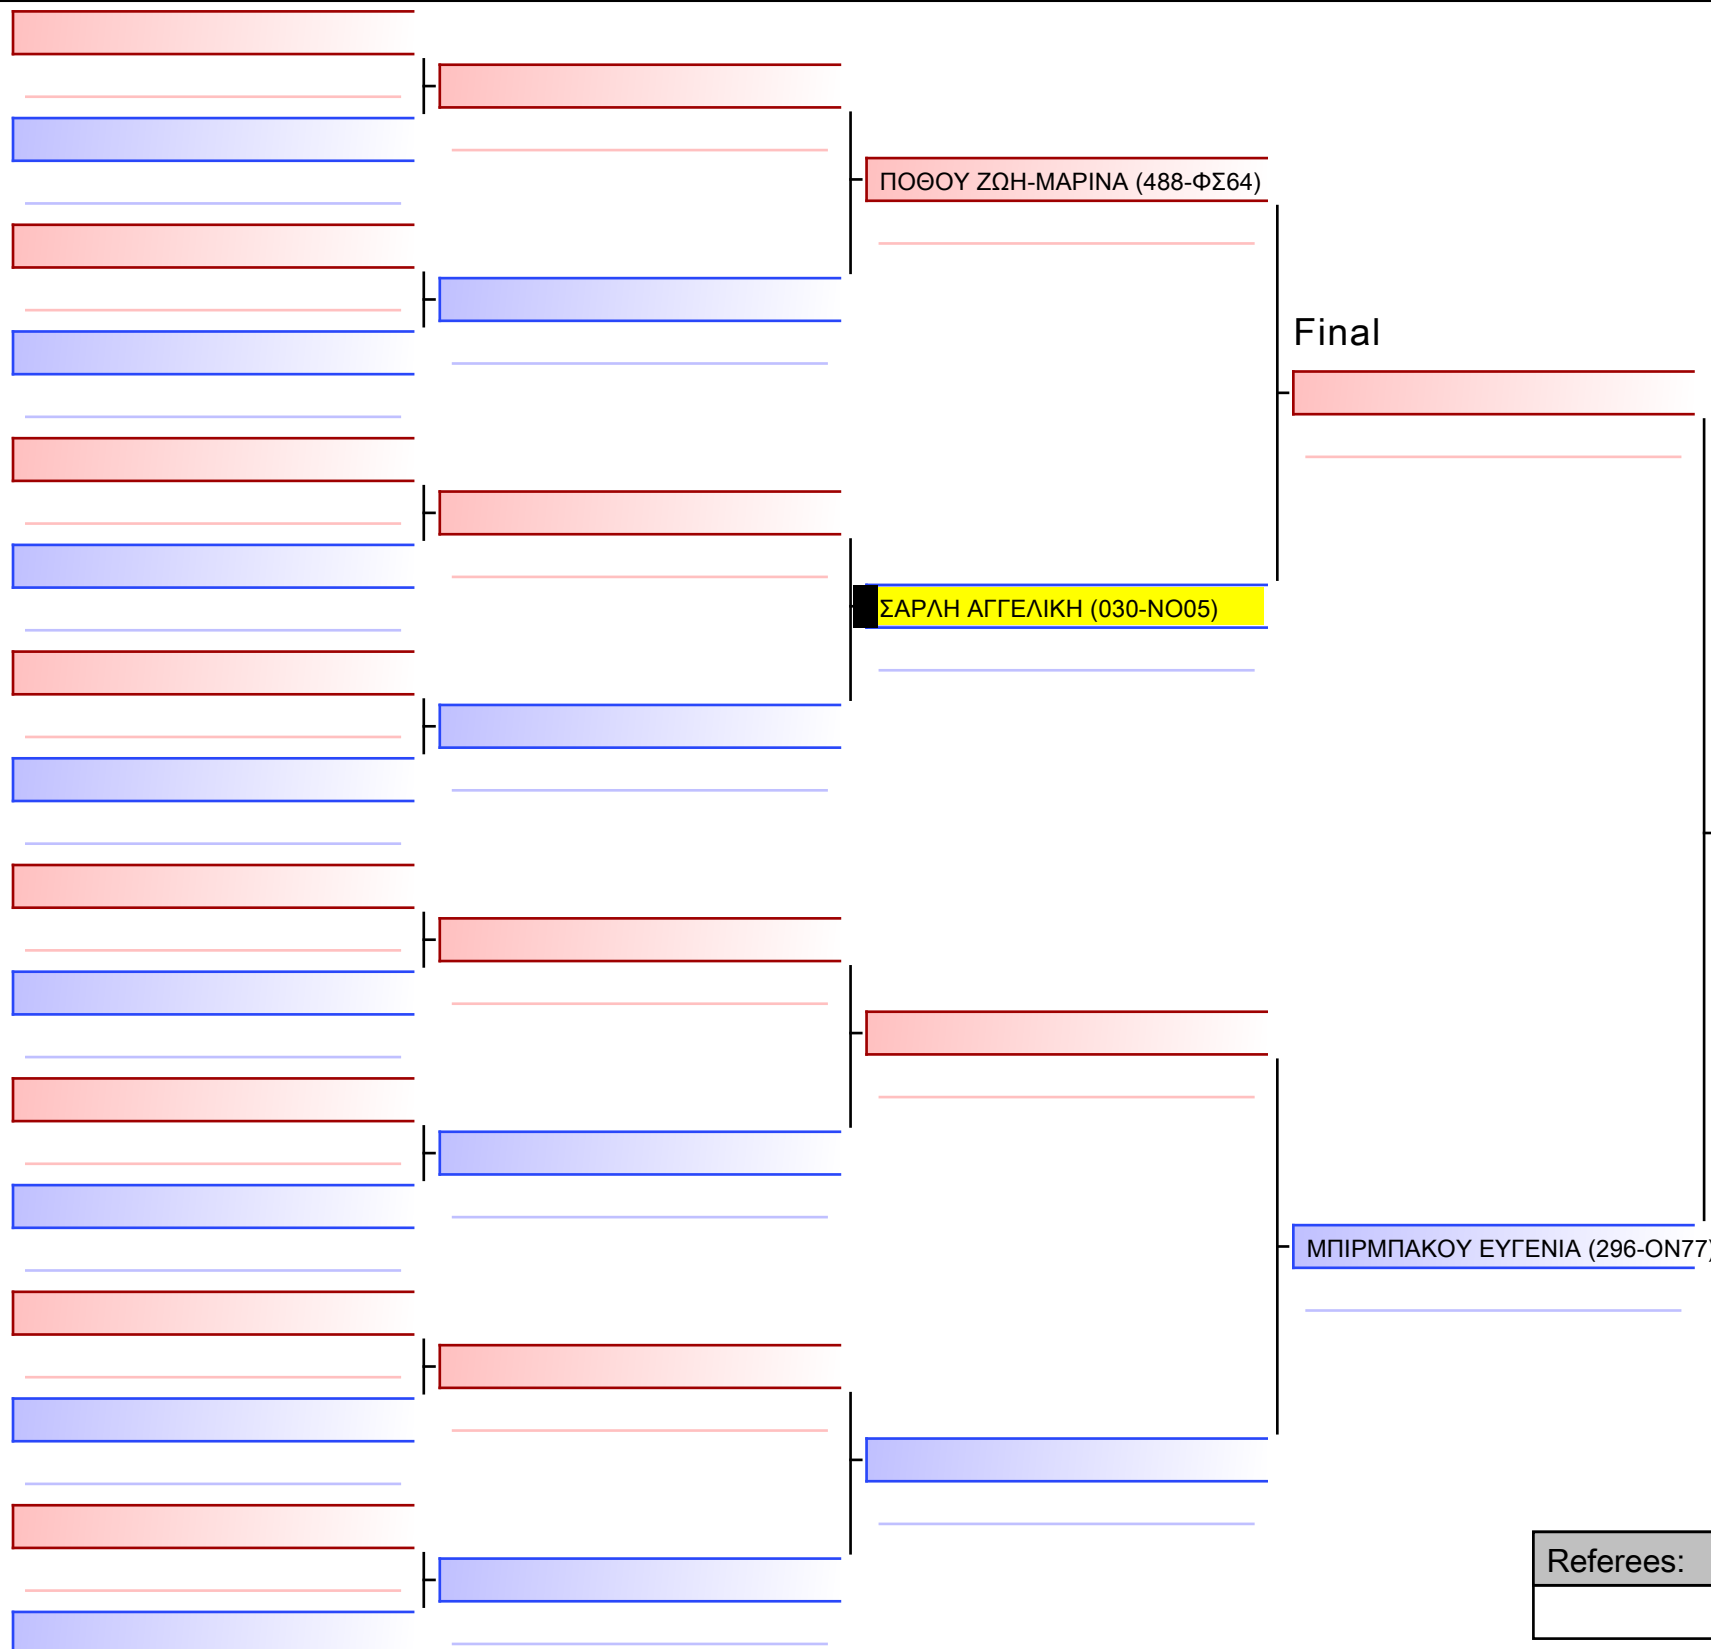 ΠΟΘΟΥ ΖΩΗ-ΜΑΡΙΝΑ (488-ΦΣ64)
Final
ΣΑΡΛΗ ΑΓΓΕΛΙΚΗ (030-ΝΟ05)
ΜΠΙΡΜΠΑΚΟΥ ΕΥΓΕΝΙΑ (296-ΟΝ77)
Referees: